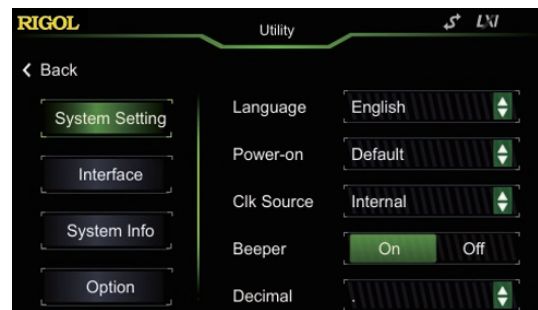 RIGOL
Utility
LXI
Back
System Setting
Interface
System Info
Option
Language English
Power-on Default
Clk Source Internal
Beeper On Off
Decimal .